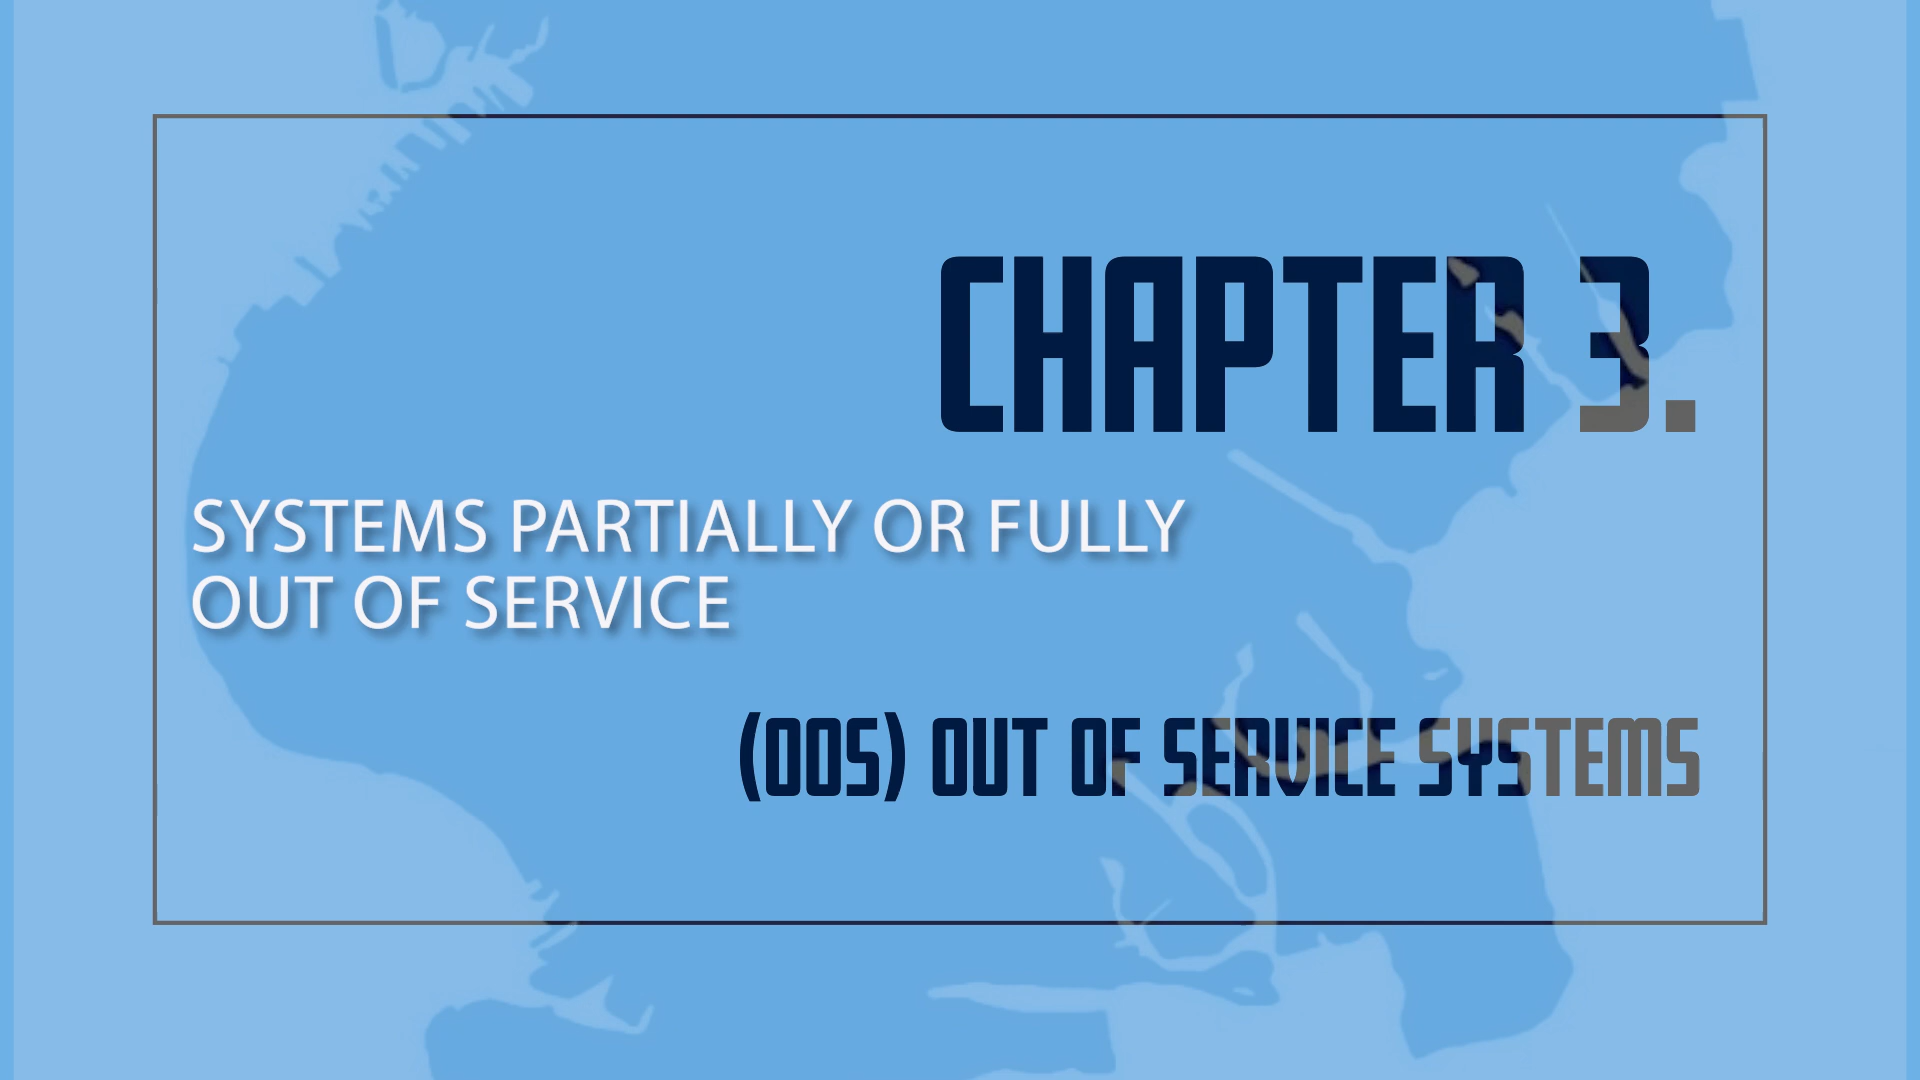 CHAPTER 3.
SYSTEMS PARTIALLY OR FULLY
OUT OF SERVICE
(OOS) OUT OF SERVICE SYSTEMS